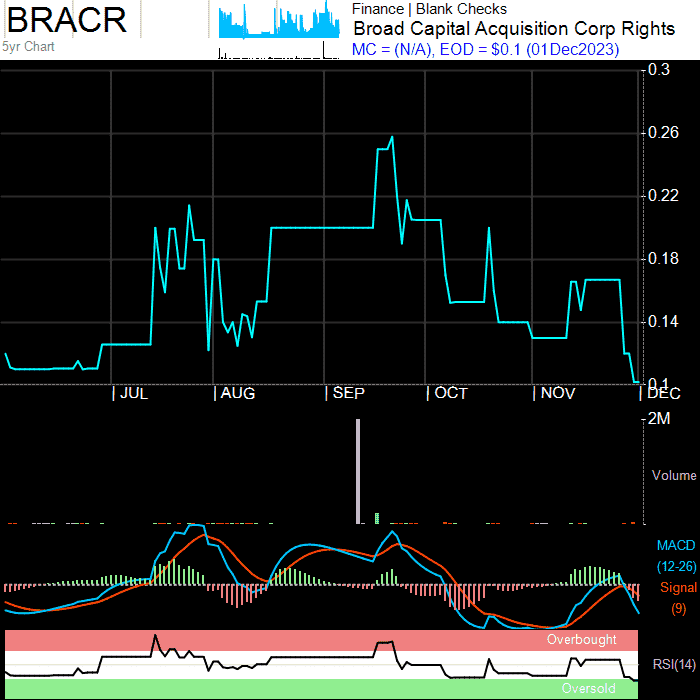 BRACR
5yr Chart
Finance | Blank Checks
Broad Capital Acquisition Corp Rights
MC = (N/A), EOD = $0.1 (01Dec2023)
0.3
0.26
0.22
0.18
0.14
0.1
| JUL | AUG | SEP | OCT | NOV | DEC
2M
Volume
MACD
(12-26)
Signal
(9)
Overbought
RSI(14)
Oversold